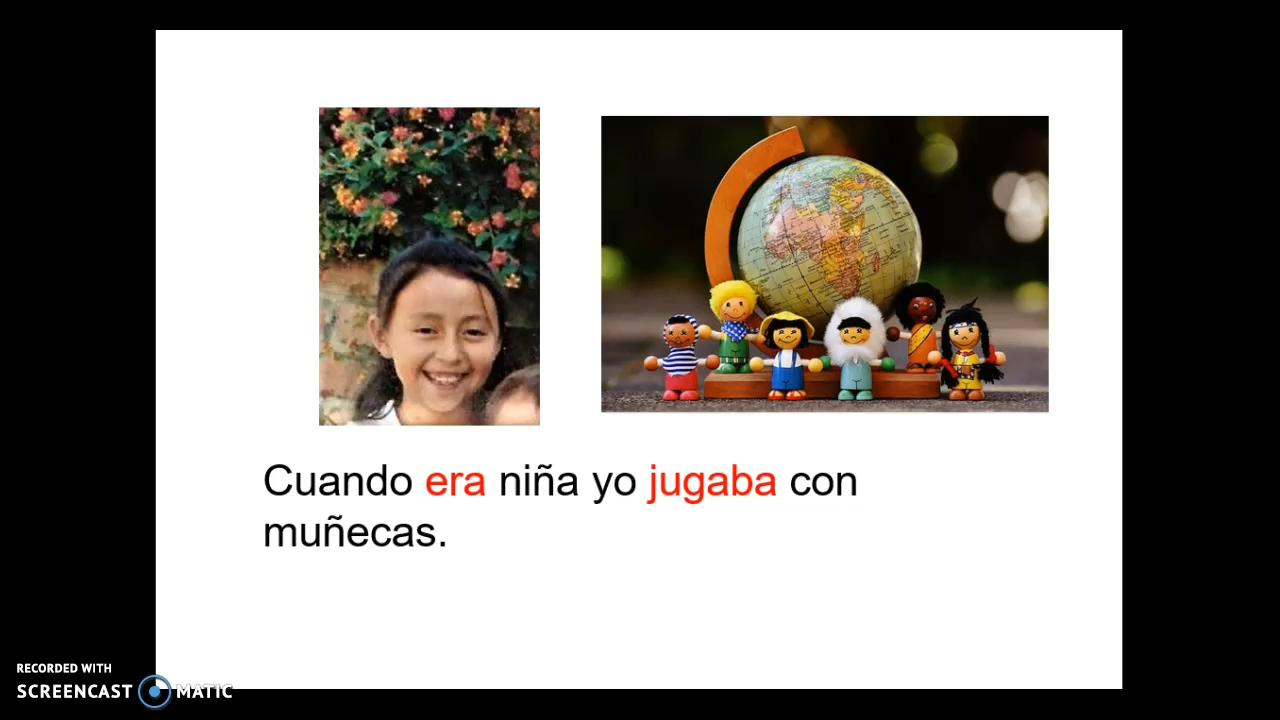 Cuando era niña yo jugaba con
muñecas.
RECORDED WITH
SCREENCAST MATIC